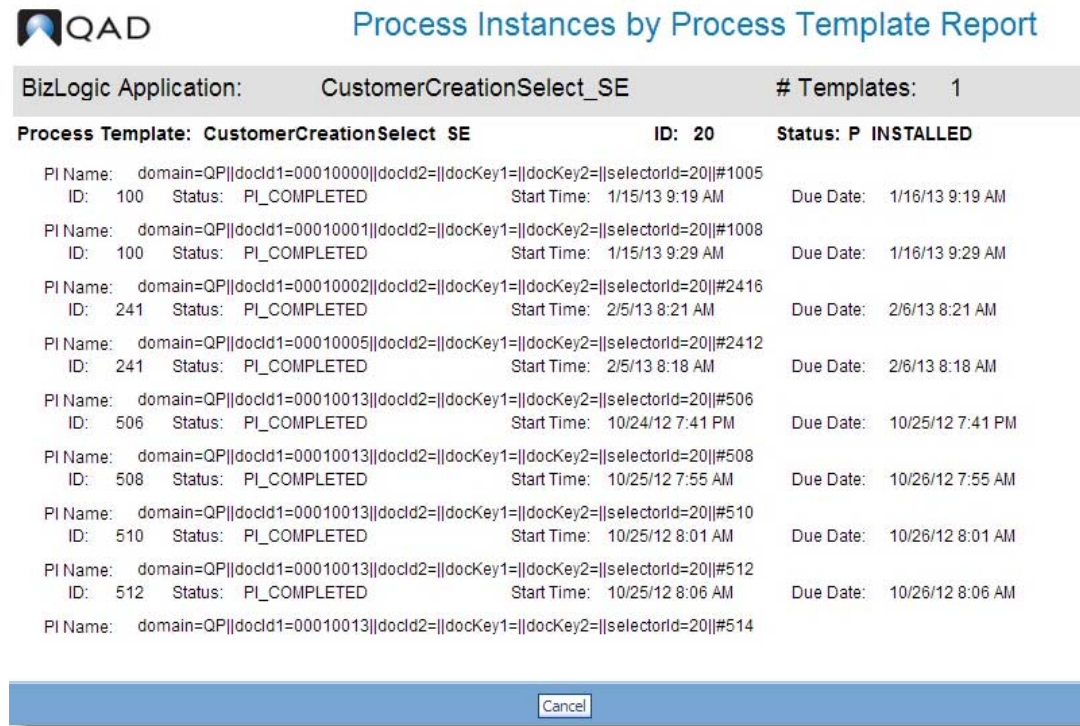 QAD
Process Instances by Process Template Report
BizLogic Application: CustomerCreationSelect_SE # Templates: 1
Process Template: CustomerCreationSelect SE ID: 20 Status: P INSTALLED
PI Name: domain=QP||docId1=00010000||docId2=||docKey1=||docKey2=||selectorId=20||#1005
ID: 100 Status: PI_COMPLETED Start Time: 1/15/13 9:19 AM Due Date: 1/16/13 9:19 AM
PI Name: domain=QP||docId1=00010001||docId2=||docKey1=||docKey2=||selectorId=20||#1008
ID: 100 Status: PI_COMPLETED Start Time: 1/15/13 9:29 AM Due Date: 1/16/13 9:29 AM
PI Name: domain=QP||docId1=00010002||docId2=||docKey1=||docKey2=||selectorId=20||#2416
ID: 241 Status: PI_COMPLETED Start Time: 2/5/13 8:21 AM Due Date: 2/6/13 8:21 AM
PI Name: domain=QP||docId1=00010005||docId2=||docKey1=||docKey2=||selectorId=20||#2412
ID: 241 Status: PI_COMPLETED Start Time: 2/5/13 8:18 AM Due Date: 2/6/13 8:18 AM
PI Name: domain=QP||docId1=00010013||docId2=||docKey1=||docKey2=||selectorId=20||#506
ID: 506 Status: PI_COMPLETED Start Time: 10/24/12 7:41 PM Due Date: 10/25/12 7:41 PM
PI Name: domain=QP||docId1=00010013||docId2=||docKey1=||docKey2=||selectorId=20||#508
ID: 508 Status: PI_COMPLETED Start Time: 10/25/12 7:55 AM Due Date: 10/26/12 7:55 AM
PI Name: domain=QP||docId1=00010013||docId2=||docKey1=||docKey2=||selectorId=20||#510
ID: 510 Status: PI_COMPLETED Start Time: 10/25/12 8:01 AM Due Date: 10/26/12 8:01 AM
PI Name: domain=QP||docId1=00010013||docId2=||docKey1=||docKey2=||selectorId=20||#512
ID: 512 Status: PI_COMPLETED Start Time: 10/25/12 8:06 AM Due Date: 10/26/12 8:06 AM
PI Name: domain=QP||docId1=00010013||docId2=||docKey1=||docKey2=||selectorId=20||#514
Cancel